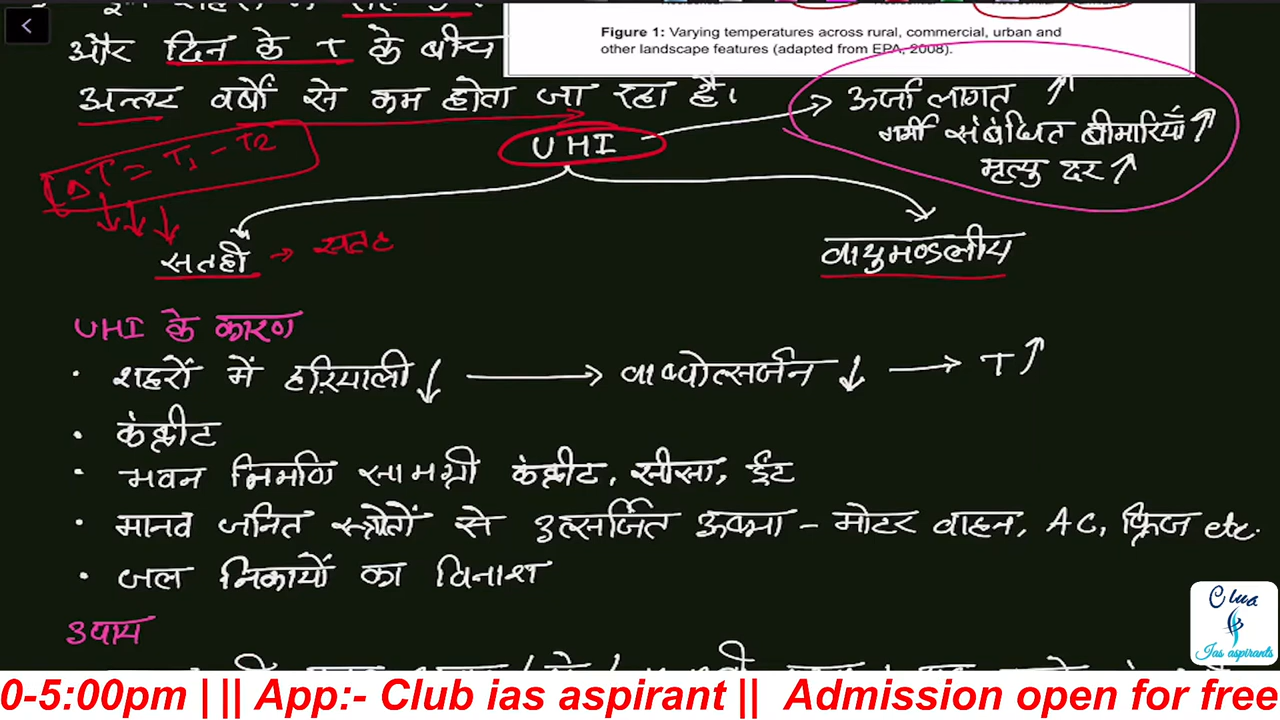 Figure 1: Varying temperatures across rural, commercial, urban and
other landscape features (adapted from EPA, 2008).
और दिन के T के बीच
अन्तर वर्षों से कम होता जा रहा है।
ऊर्जा लागत ↑
गर्मी संबंधित बीमारियाँ ↑
मृत्यु दर ↑
UHI
ΔT = T1 - T2
सतही → सतह
वायुमण्डलीय
UHI के कारण
· शहरों में हरियाली ↓ → वाष्पोत्सर्जन ↓ → T ↑
· कंक्रीट
· भवन निर्माण सामग्री कंक्रीट, सीसा, ईंट
· मानव जनित स्त्रोतों से उत्सर्जित ऊष्मा - मोटर वाहन, AC, फ्रिज etc.
· जल निकायों का विनाश
उपाय
Club
Ias aspirants
0-5:00pm | || App:- Club ias aspirant || Admission open for free